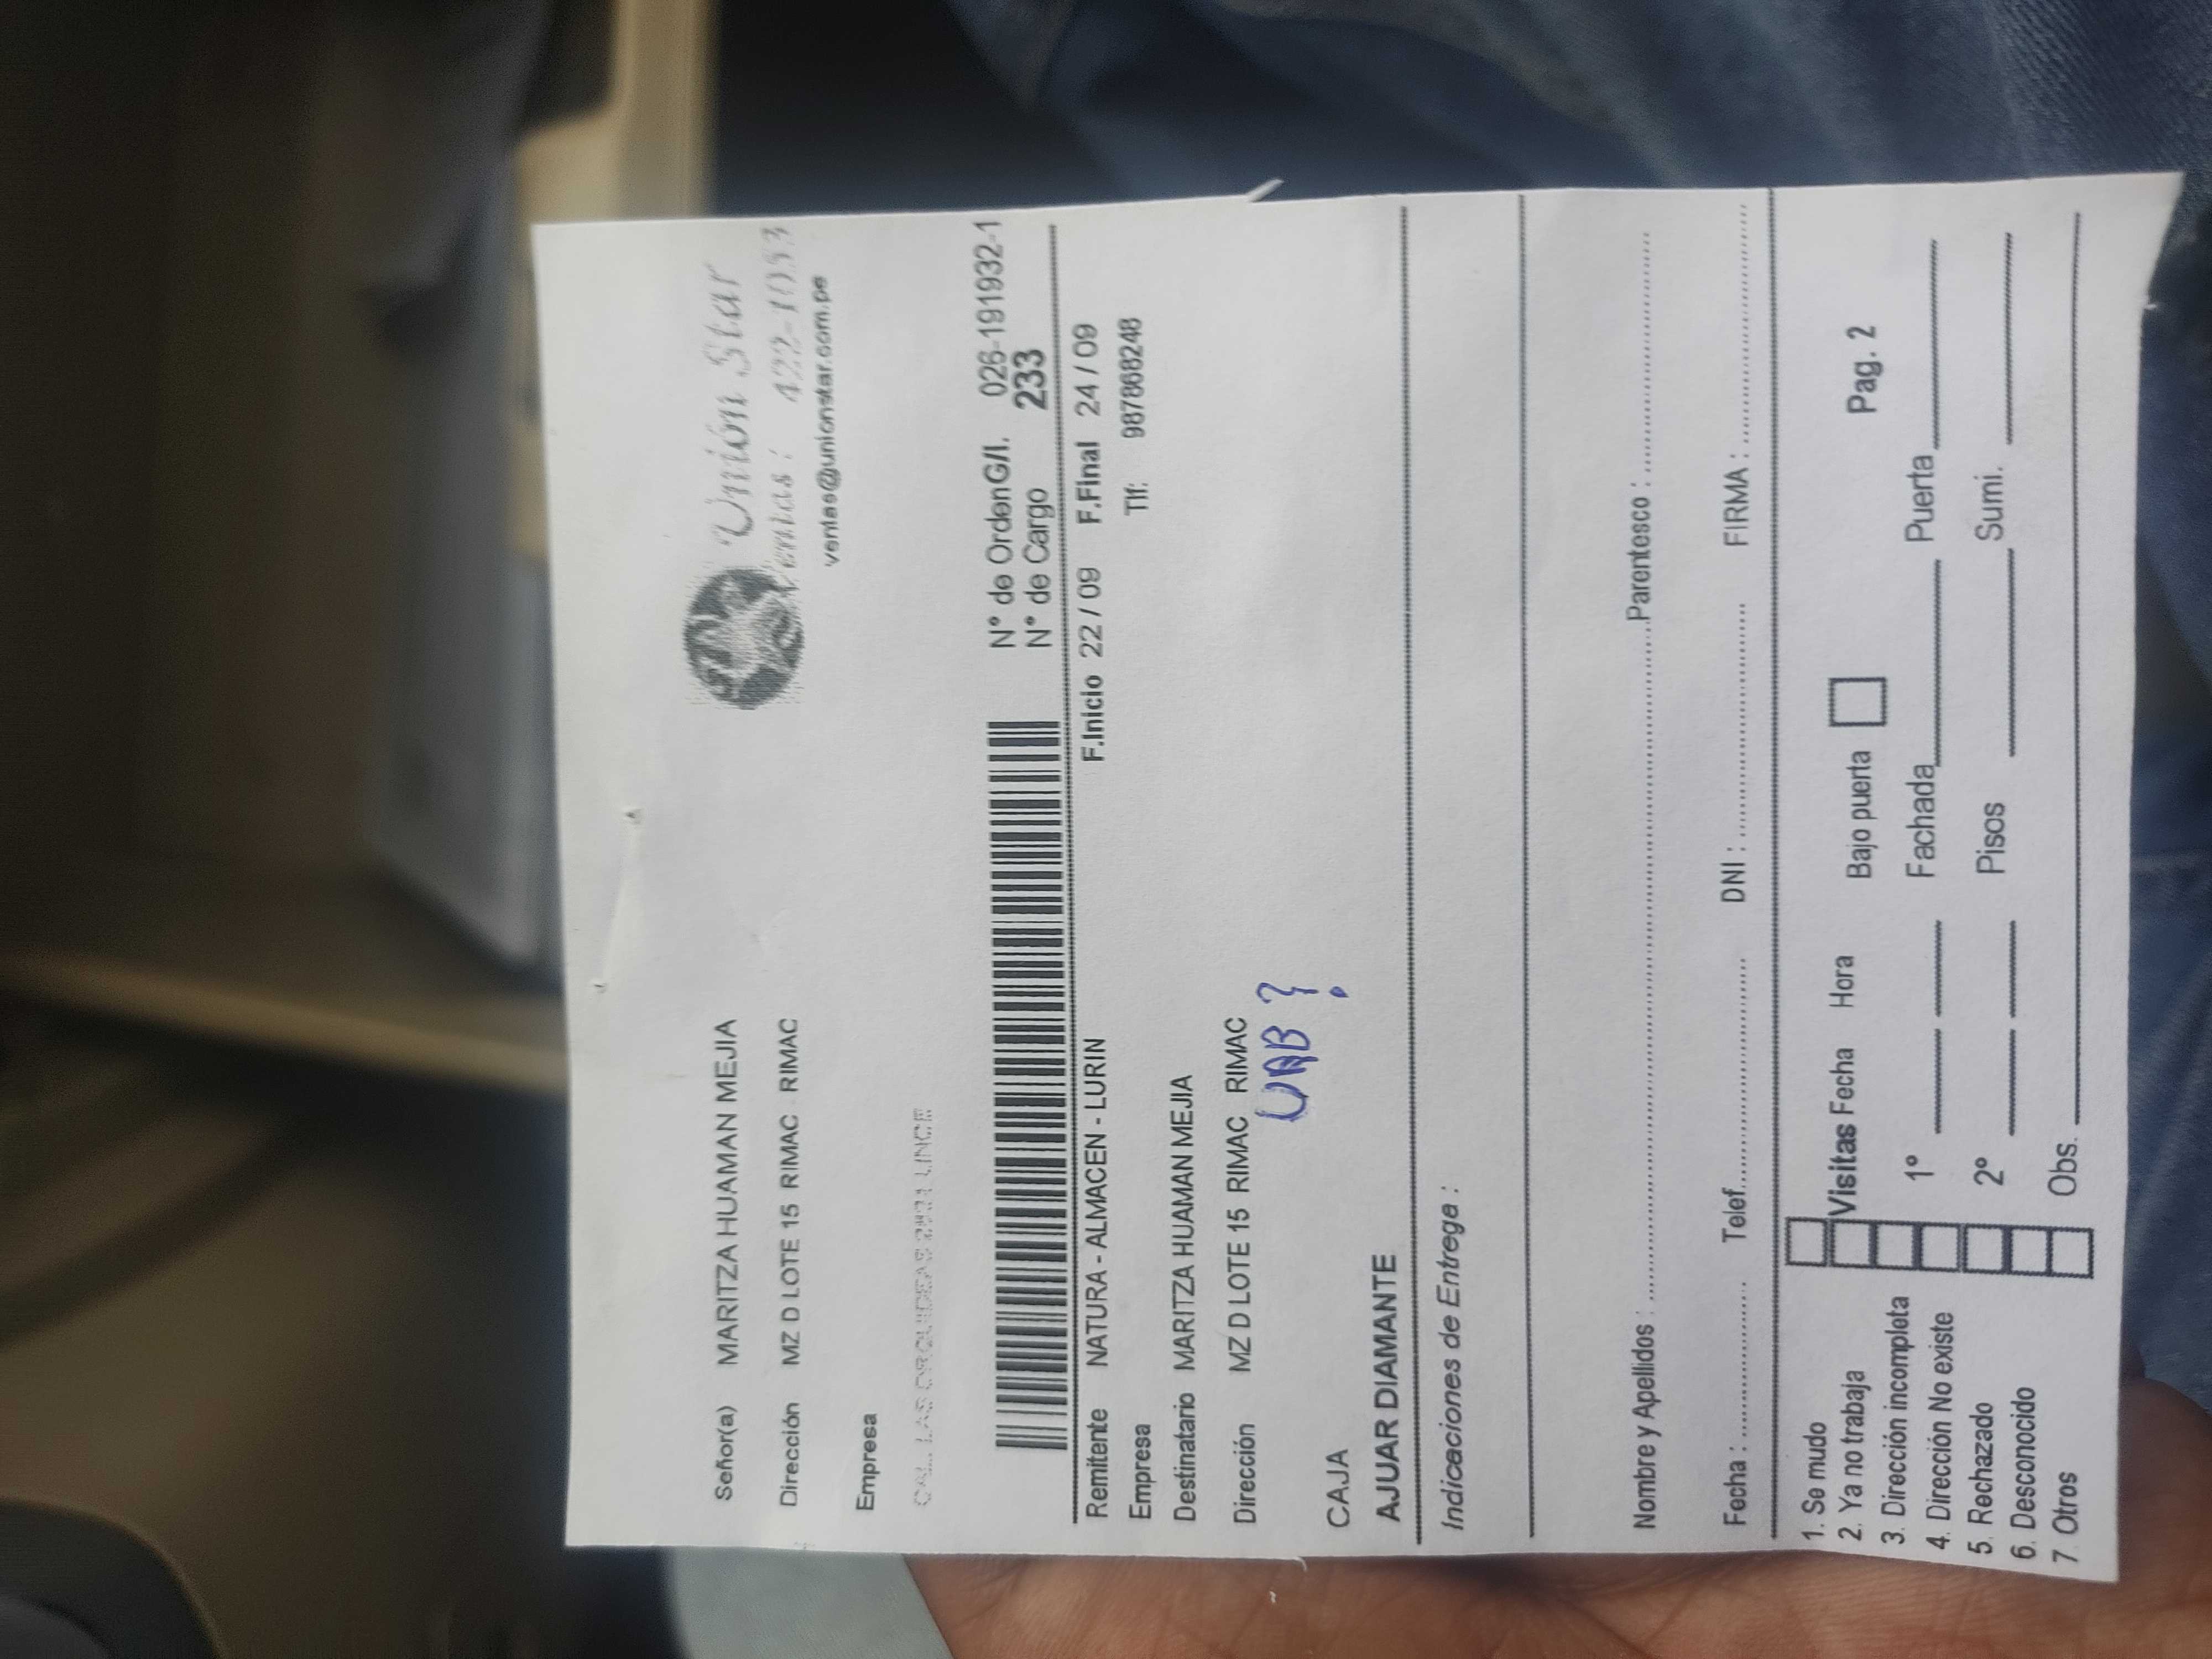 Unión Star
Ventas: 422-1053
ventas@unionstar.com.pe
Señor(a) MARITZA HUAMAN MEJIA
Dirección MZ D LOTE 15 RIMAC RIMAC
Empresa
N° de OrdenG/I. 026-191932-1
N° de Cargo 233
F.Inicio 22 / 09 F.Final 24 / 09
Remitente NATURA - ALMACEN - LURIN
Empresa Tlf: 987868248
Destinatario MARITZA HUAMAN MEJIA
Dirección MZ D LOTE 15 RIMAC RIMAC
URB ?
CAJA
AJUAR DIAMANTE
Indicaciones de Entrega :
Nombre y Apellidos : Parentesco :
Fecha : Telef. DNI : FIRMA :
1. Se mudo
2. Ya no trabaja Visitas Fecha Hora Bajo puerta Pag. 2
3. Dirección incompleta
4. Dirección No existe 1° Fachada Puerta
5. Rechazado
6. Desconocido 2° Pisos Sumi.
7. Otros Obs.